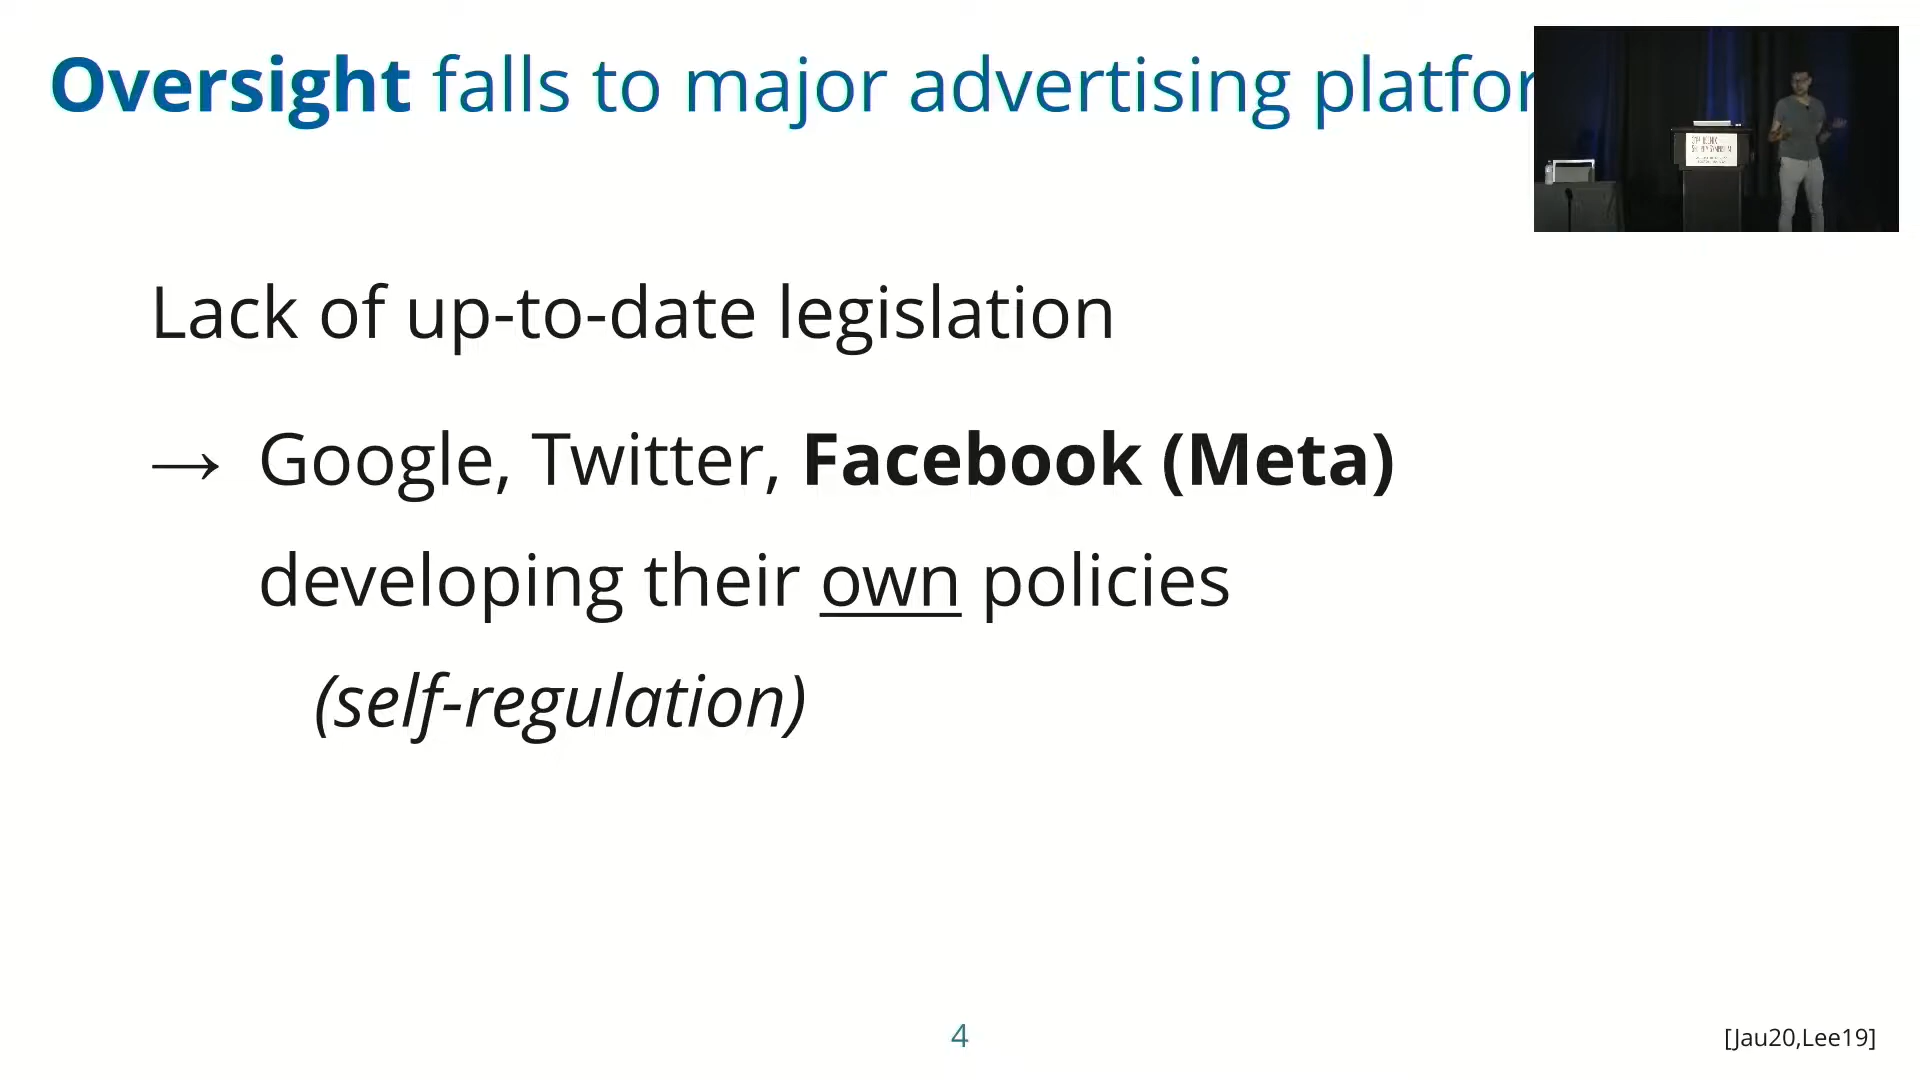 Oversight falls to major advertising platfor
Lack of up-to-date legislation
→ Google, Twitter, Facebook (Meta)
developing their own policies
(self-regulation)
4
[Jau20,Lee19]